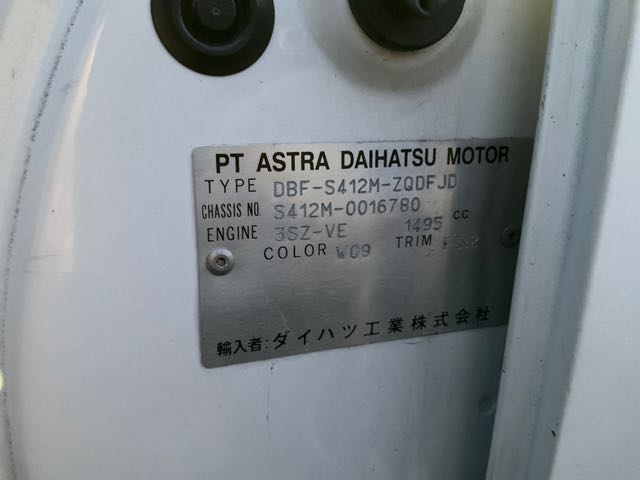 PT ASTRA DAIHATSU MOTOR
TYPE DBF-S412M-ZQDFJD
CHASSIS NO. S412M-0016780
ENGINE 3SZ-VE 1495 cc
COLOR W09 TRIM
輸入者:ダイハツ工業株式会社